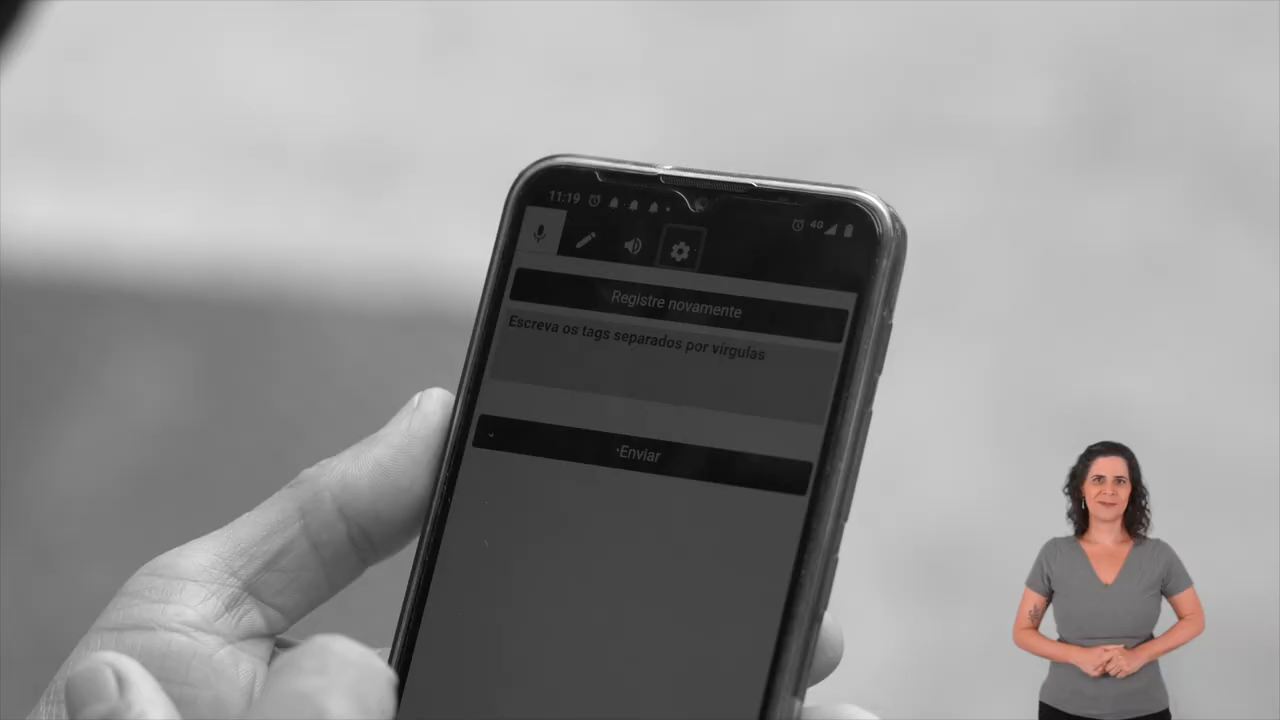 11:19
4G
Registre novamente
Escreva os tags separados por vírgulas
Enviar